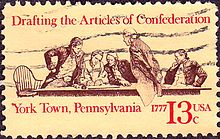 Drafting the Articles of Confederation
York Town, Pennsylvania 1777 13c USA